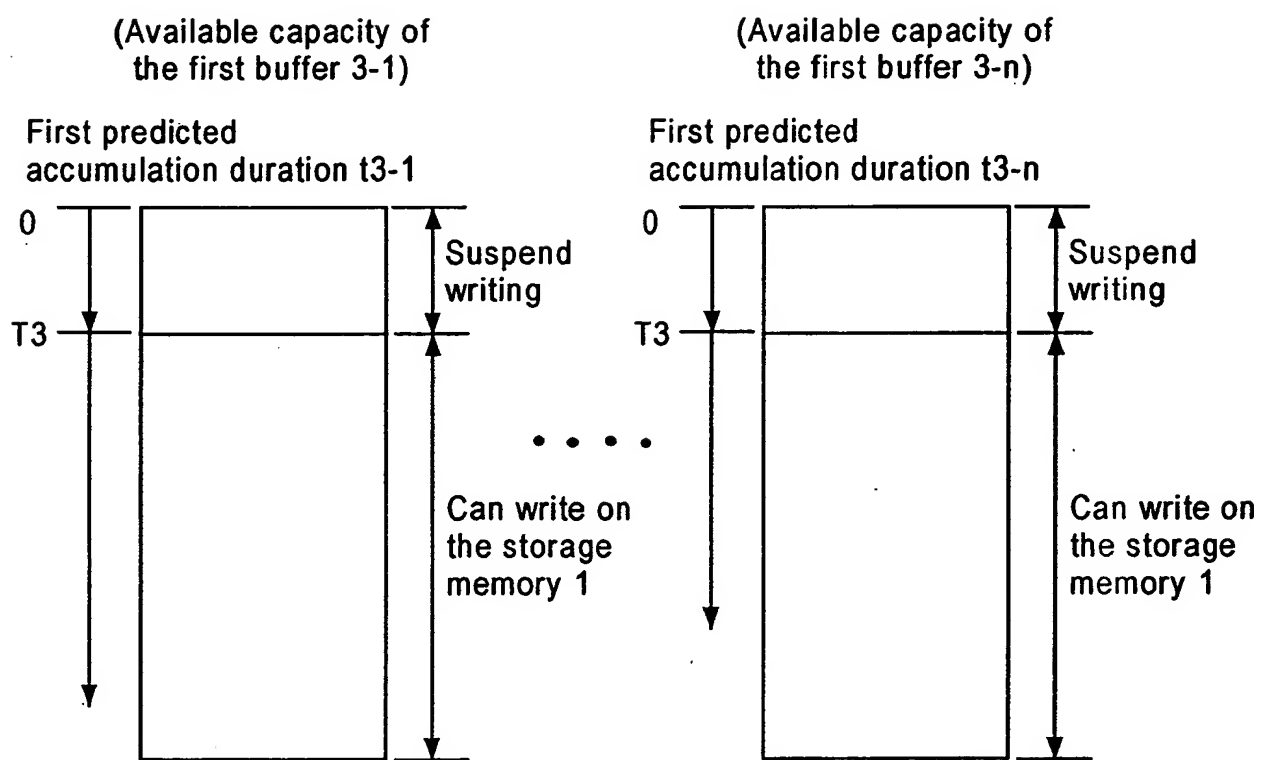 (Available capacity of
the first buffer 3-1)
First predicted
accumulation duration t3-1
0
Suspend
writing
T3
Can write on
the storage
memory 1
(Available capacity of
the first buffer 3-n)
First predicted
accumulation duration t3-n
0
Suspend
writing
T3
Can write on
the storage
memory 1